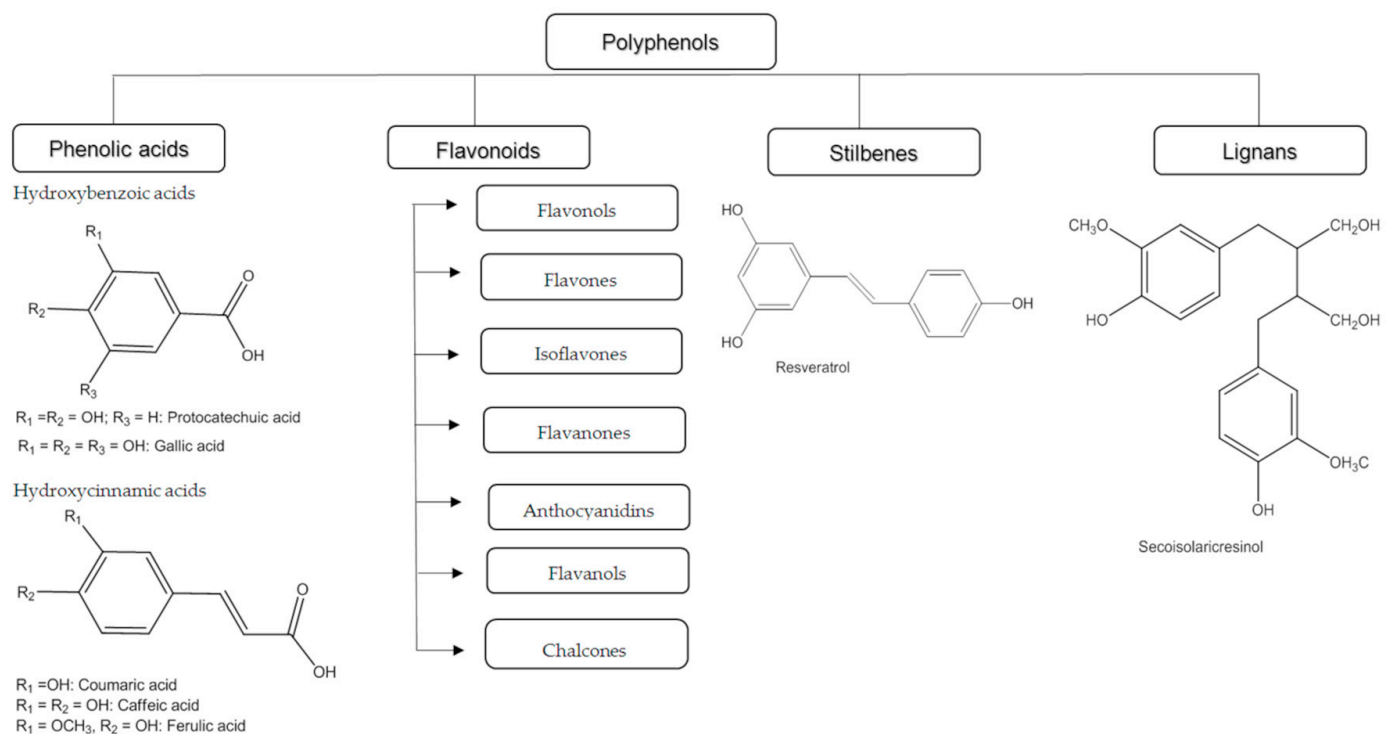 Polyphenols
Phenolic acids
Hydroxybenzoic acids
R₁
R₂
R₃
O
OH
R₁ =R₂ = OH; R₃ = H: Protocatechuic acid
R₁ = R₂ = R₃ = OH: Gallic acid
Hydroxycinnamic acids
R₁
R₂
O
OH
R₁ =OH: Coumaric acid
R₁ = R₂ = OH: Caffeic acid
R₁ = OCH₃, R₂ = OH: Ferulic acid
Flavonoids
Flavonols
Flavones
Isoflavones
Flavanones
Anthocyanidins
Flavanols
Chalcones
Stilbenes
HO
OH
HO
Resveratrol
Lignans
CH₃O
CH₂OH
HO
CH₂OH
OH₃C
OH
Secoisolaricresinol